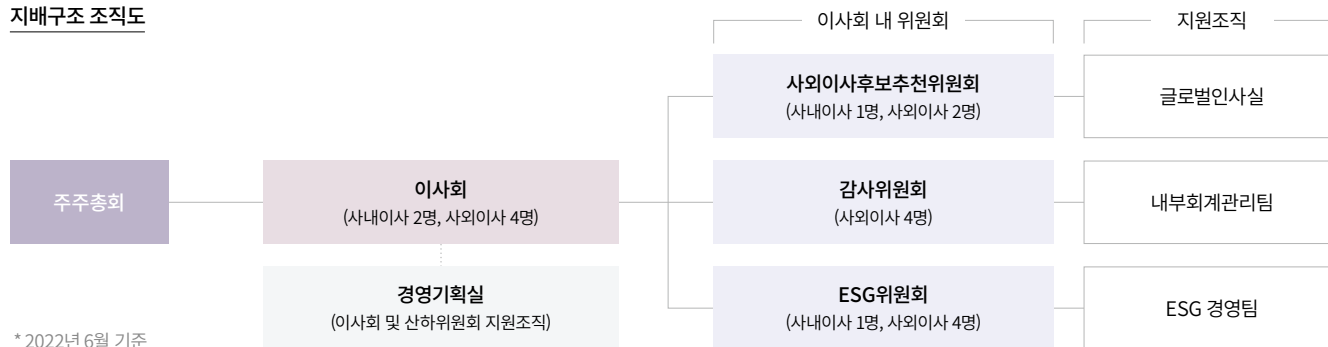 지배구조 조직도
이사회 내 위원회
지원조직
사외이사후보추천위원회
(사내이사 1명, 사외이사 2명)
글로벌인사실
주주총회
이사회
(사내이사 2명, 사외이사 4명)
감사위원회
(사외이사 4명)
내부회계관리팀
경영기획실
(이사회 및 산하위원회 지원조직)
ESG위원회
(사내이사 1명, 사외이사 4명)
ESG 경영팀
* 2022년 6월 기준